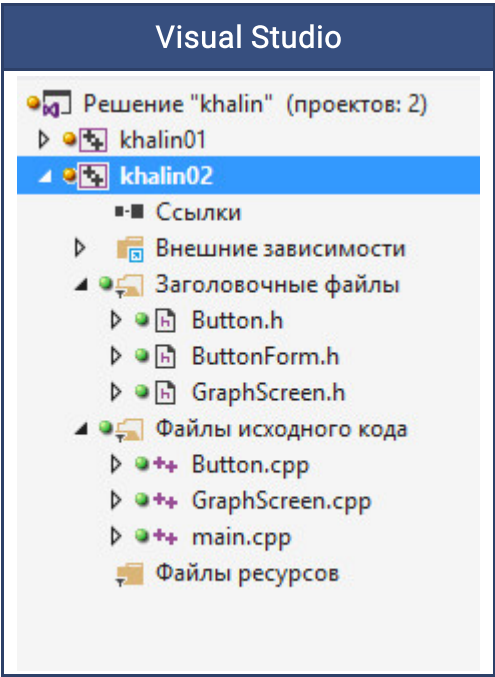 Visual Studio
Решение "khalin" (проектов: 2)
khalin01
khalin02
Ссылки
Внешние зависимости
Заголовочные файлы
Button.h
ButtonForm.h
GraphScreen.h
Файлы исходного кода
Button.cpp
GraphScreen.cpp
main.cpp
Файлы ресурсов